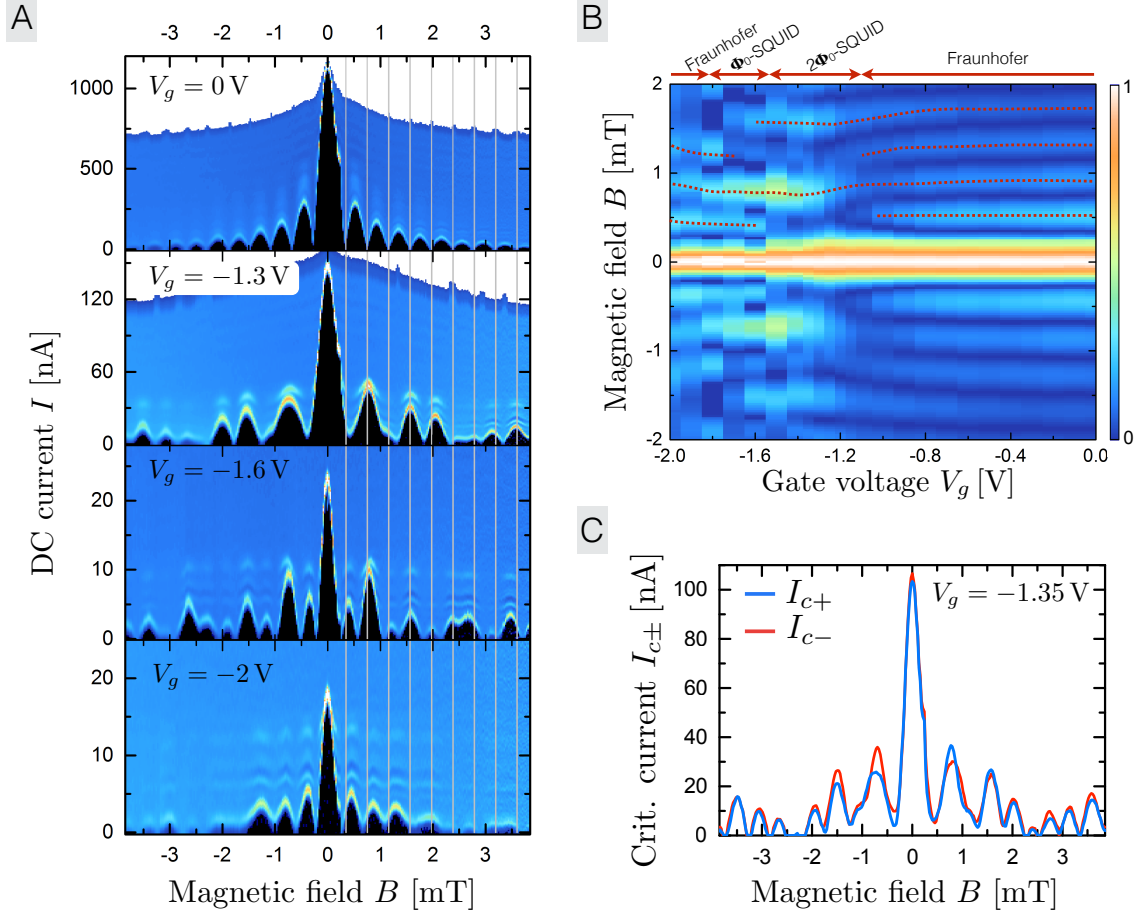 A
-3 -2 -1 0 1 2 3
V_g = 0 V
1000
500
0
V_g = −1.3 V
120
60
30
0
V_g = −1.6 V
20
10
0
V_g = −2 V
20
10
0
DC current I [nA]
-3 -2 -1 0 1 2 3
Magnetic field B [mT]
B
Fraunhofer
Φ₀-SQUID
2Φ₀-SQUID
Fraunhofer
2
1
0
-1
-2
Magnetic field B [mT]
-2.0 -1.6 -1.2 -0.8 -0.4 0.0
Gate voltage V_g [V]
1
0
C
I_c+
I_c−
V_g = −1.35 V
100
80
60
40
20
0
Crit. current I_c± [nA]
-3 -2 -1 0 1 2 3
Magnetic field B [mT]